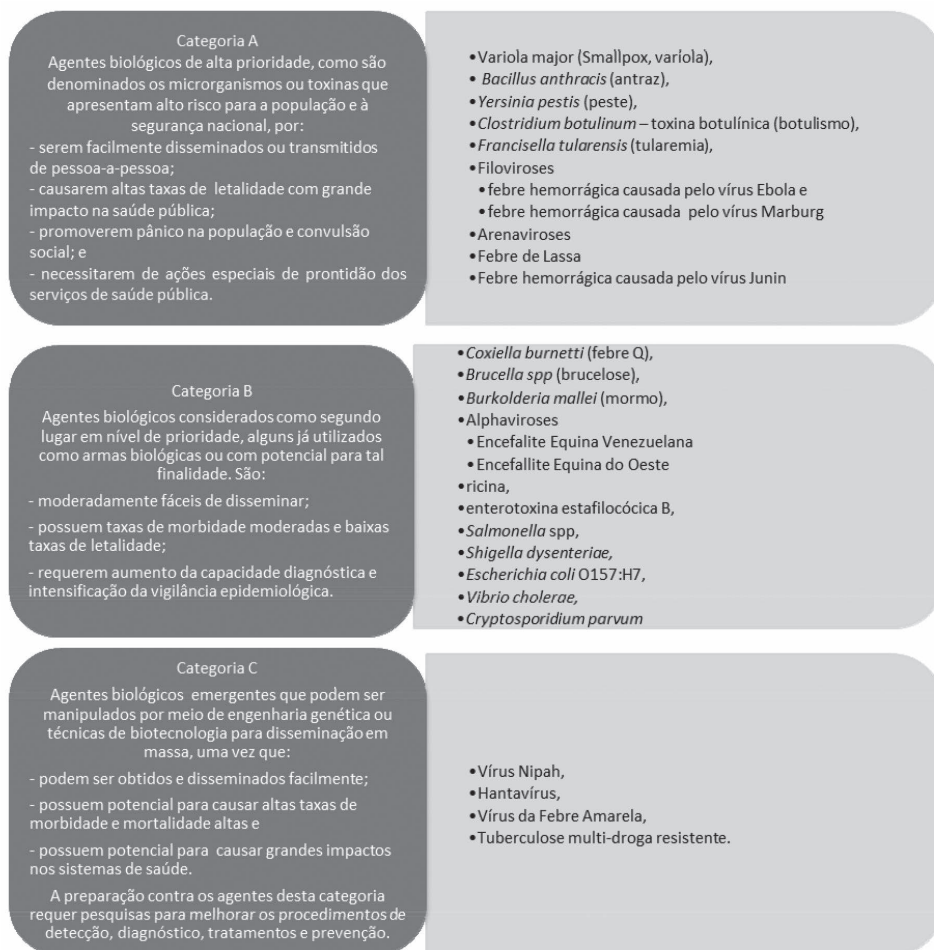 Categoria A
Agentes biológicos de alta prioridade, como são
denominados os microrganismos ou toxinas que
apresentam alto risco para a população e à
segurança nacional, por:
- serem facilmente disseminados ou transmitidos
de pessoa-a-pessoa;
- causarem altas taxas de letalidade com grande
impacto na saúde pública;
- promoverem pânico na população e convulsão
social; e
- necessitarem de ações especiais de prontidão dos
serviços de saúde pública.
•Variola major (Smallpox, varíola),
• Bacillus anthracis (antraz),
•Yersinia pestis (peste),
•Clostridium botulinum – toxina botulínica (botulismo),
•Francisella tularensis (tularemia),
•Filoviroses
•febre hemorrágica causada pelo vírus Ebola e
•febre hemorrágica causada pelo vírus Marburg
•Arenaviroses
•Febre de Lassa
•Febre hemorrágica causada pelo vírus Junin
Categoria B
Agentes biológicos considerados como segundo
lugar em nível de prioridade, alguns já utilizados
como armas biológicas ou com potencial para tal
finalidade. São:
- moderadamente fáceis de disseminar;
- possuem taxas de morbidade moderadas e baixas
taxas de letalidade;
- requerem aumento da capacidade diagnóstica e
intensificação da vigilância epidemiológica.
•Coxiella burnetti (febre Q),
•Brucella spp (brucelose),
•Burkolderia mallei (mormo),
•Alphaviroses
•Encefalite Equina Venezuelana
•Encefallite Equina do Oeste
•ricina,
•enterotoxina estafilocócica B,
•Salmonella spp,
•Shigella dysenteriae,
•Escherichia coli O157:H7,
•Vibrio cholerae,
•Cryptosporidium parvum
Categoria C
Agentes biológicos emergentes que podem ser
manipulados por meio de engenharia genética ou
técnicas de biotecnologia para disseminação em
massa, uma vez que:
- podem ser obtidos e disseminados facilmente;
- possuem potencial para causar altas taxas de
morbidade e mortalidade altas e
- possuem potencial para causar grandes impactos
nos sistemas de saúde.
A preparação contra os agentes desta categoria
requer pesquisas para melhorar os procedimentos de
detecção, diagnóstico, tratamentos e prevenção.
•Vírus Nipah,
•Hantavírus,
•Vírus da Febre Amarela,
•Tuberculose multi-droga resistente.